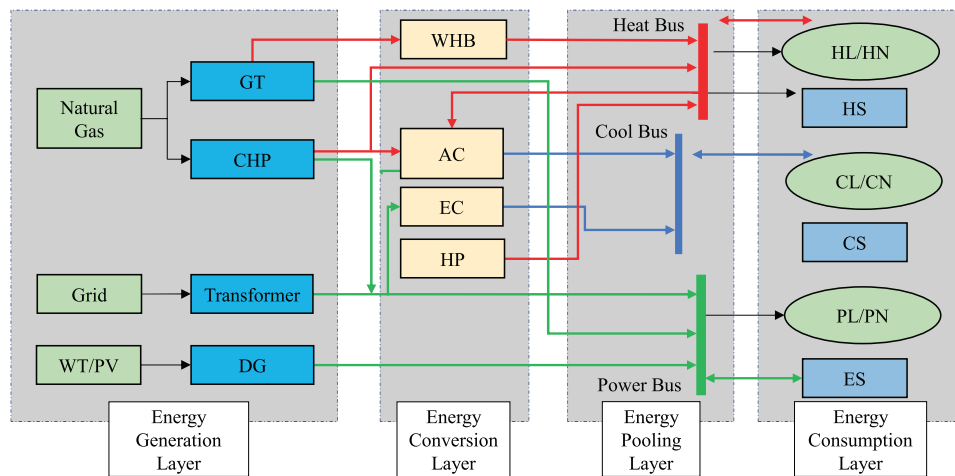 WHB
Heat Bus
HL/HN
GT
Natural
Gas
HS
CHP
AC
Cool Bus
CL/CN
EC
CS
HP
Grid
Transformer
PL/PN
WT/PV
DG
Power Bus
ES
Energy
Generation
Layer
Energy
Conversion
Layer
Energy
Pooling
Layer
Energy
Consumption
Layer